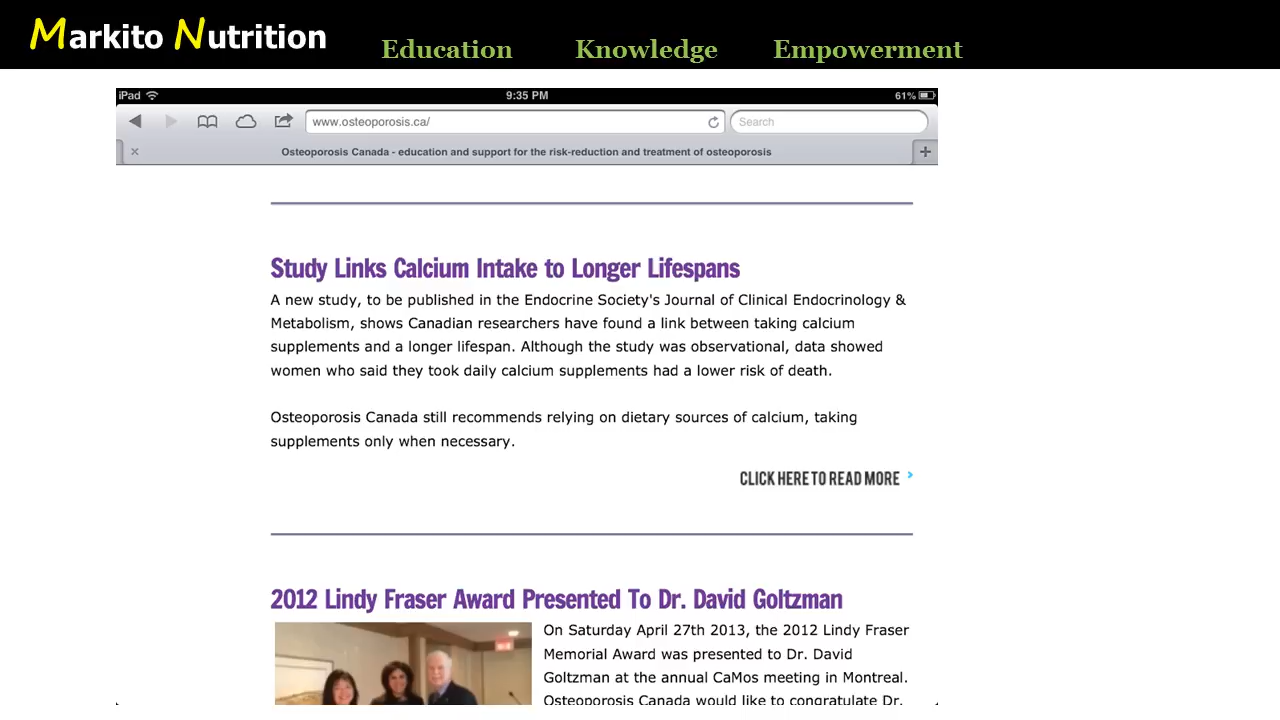 Markito Nutrition Education Knowledge Empowerment
iPad 9:35 PM 61%
www.osteoporosis.ca/ Search
Osteoporosis Canada - education and support for the risk-reduction and treatment of osteoporosis
Study Links Calcium Intake to Longer Lifespans
A new study, to be published in the Endocrine Society's Journal of Clinical Endocrinology &
Metabolism, shows Canadian researchers have found a link between taking calcium
supplements and a longer lifespan. Although the study was observational, data showed
women who said they took daily calcium supplements had a lower risk of death.
Osteoporosis Canada still recommends relying on dietary sources of calcium, taking
supplements only when necessary.
CLICK HERE TO READ MORE
2012 Lindy Fraser Award Presented To Dr. David Goltzman
On Saturday April 27th 2013, the 2012 Lindy Fraser
Memorial Award was presented to Dr. David
Goltzman at the annual CaMos meeting in Montreal.
Osteoporosis Canada would like to congratulate Dr.